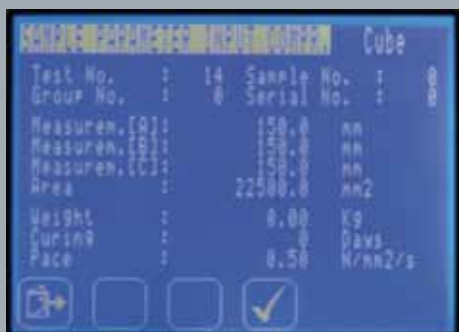 SAMPLE PARAMETER INPUT COMPR. Cube
Test No. : 14 Sample No. : 0
Group No. : 0 Serial No. : 0
Measurem.[A]: 150.0 mm
Measurem.[B]: 150.0 mm
Measurem.[C]: 150.0 mm
Area : 22500.0 mm2
Weight : 0.00 Kg
Curing : 0 Days
Pace : 0.50 N/mm2/s